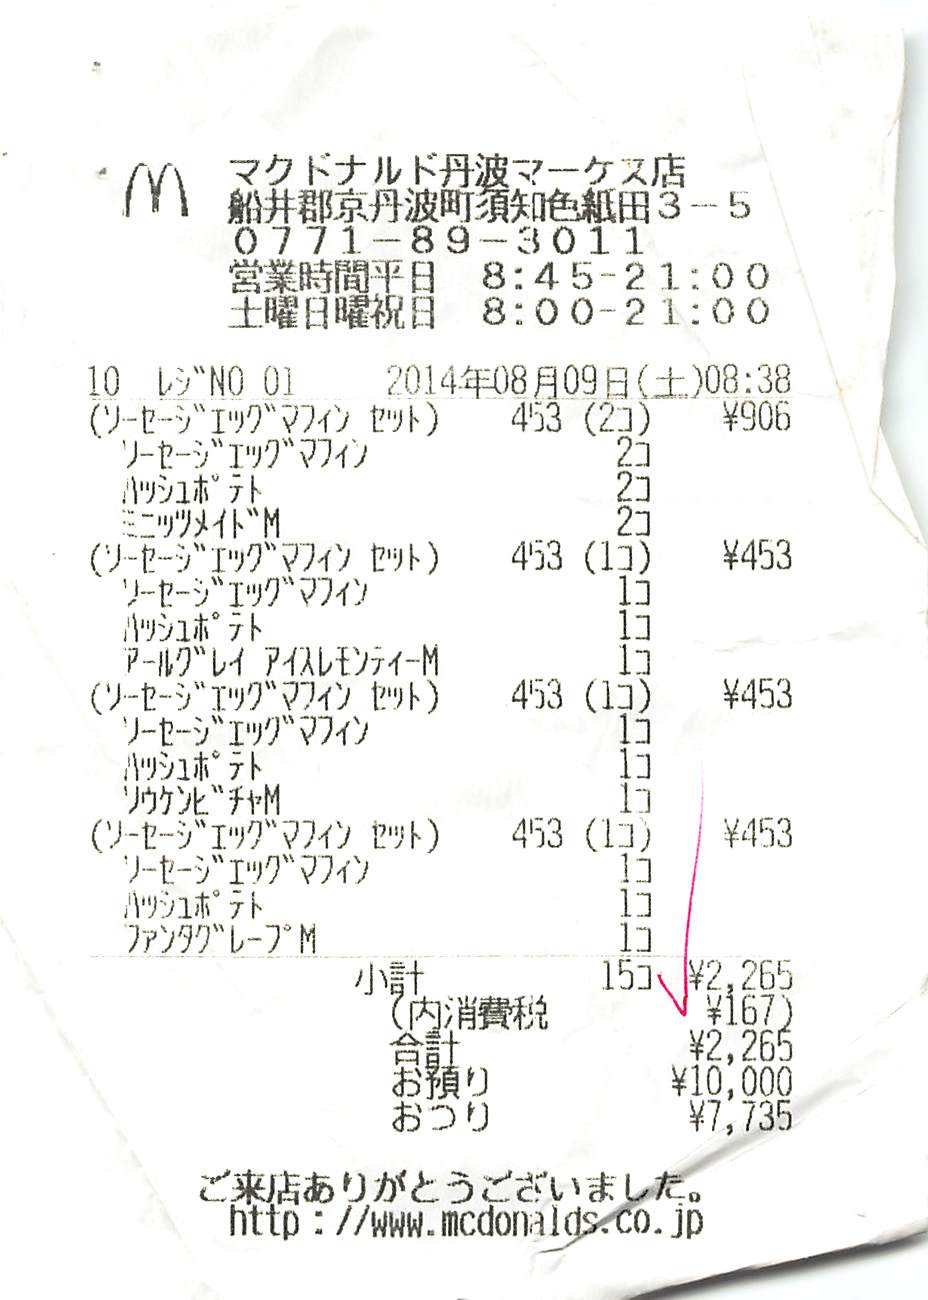 マクドナルド丹波マーケス店
船井郡京丹波町須知色紙田3-5
0771-89-3011
営業時間平日 8:45-21:00
土曜日曜祝日 8:00-21:00
10 ﾚｼﾞNO 01 2014年08月09日(土)08:38
(ｿｰｾｰｼﾞｴｯｸﾞﾏﾌｨﾝ ｾｯﾄ) 453 (2ｺ) ¥906
ｿｰｾｰｼﾞｴｯｸﾞﾏﾌｨﾝ 2ｺ
ﾊｯｼｭﾎﾟﾃﾄ 2ｺ
ﾐﾆｯﾂﾒｲﾄﾞM 2ｺ
(ｿｰｾｰｼﾞｴｯｸﾞﾏﾌｨﾝ ｾｯﾄ) 453 (1ｺ) ¥453
ｿｰｾｰｼﾞｴｯｸﾞﾏﾌｨﾝ 1ｺ
ﾊｯｼｭﾎﾟﾃﾄ 1ｺ
ｱｰﾙｸﾞﾚｲ ｱｲｽﾚﾓﾝﾃｨｰM 1ｺ
(ｿｰｾｰｼﾞｴｯｸﾞﾏﾌｨﾝ ｾｯﾄ) 453 (1ｺ) ¥453
ｿｰｾｰｼﾞｴｯｸﾞﾏﾌｨﾝ 1ｺ
ﾊｯｼｭﾎﾟﾃﾄ 1ｺ
ｿｳｹﾝﾋﾞﾁｬM 1ｺ
(ｿｰｾｰｼﾞｴｯｸﾞﾏﾌｨﾝ ｾｯﾄ) 453 (1ｺ) ¥453
ｿｰｾｰｼﾞｴｯｸﾞﾏﾌｨﾝ 1ｺ
ﾊｯｼｭﾎﾟﾃﾄ 1ｺ
ﾌｧﾝﾀｸﾞﾚｰﾌﾟM 1ｺ
小計 15ｺ ¥2,265
(内消費税 ¥167)
合計 ¥2,265
お預り ¥10,000
おつり ¥7,735
ご来店ありがとうございました。
http://www.mcdonalds.co.jp